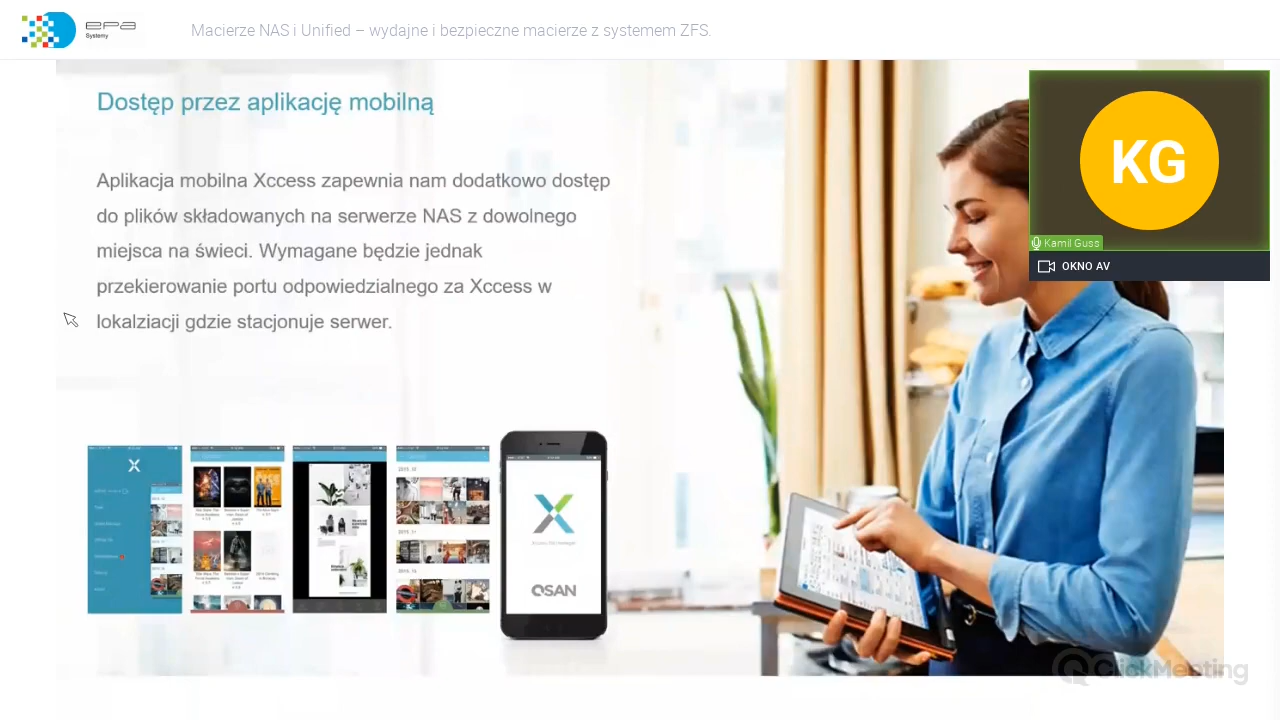 epa
Systemy
Macierze NAS i Unified – wydajne i bezpieczne macierze z systemem ZFS.
Dostęp przez aplikację mobilną
Aplikacja mobilna Xccess zapewnia nam dodatkowo dostęp
do plików składowanych na serwerze NAS z dowolnego
miejsca na świeci. Wymagane będzie jednak
przekierowanie portu odpowiedzialnego za Xccess w
lokalziacji gdzie stacjonuje serwer.
KG
Kamil Guss
OKNO AV
QSAN
ClickMeeting